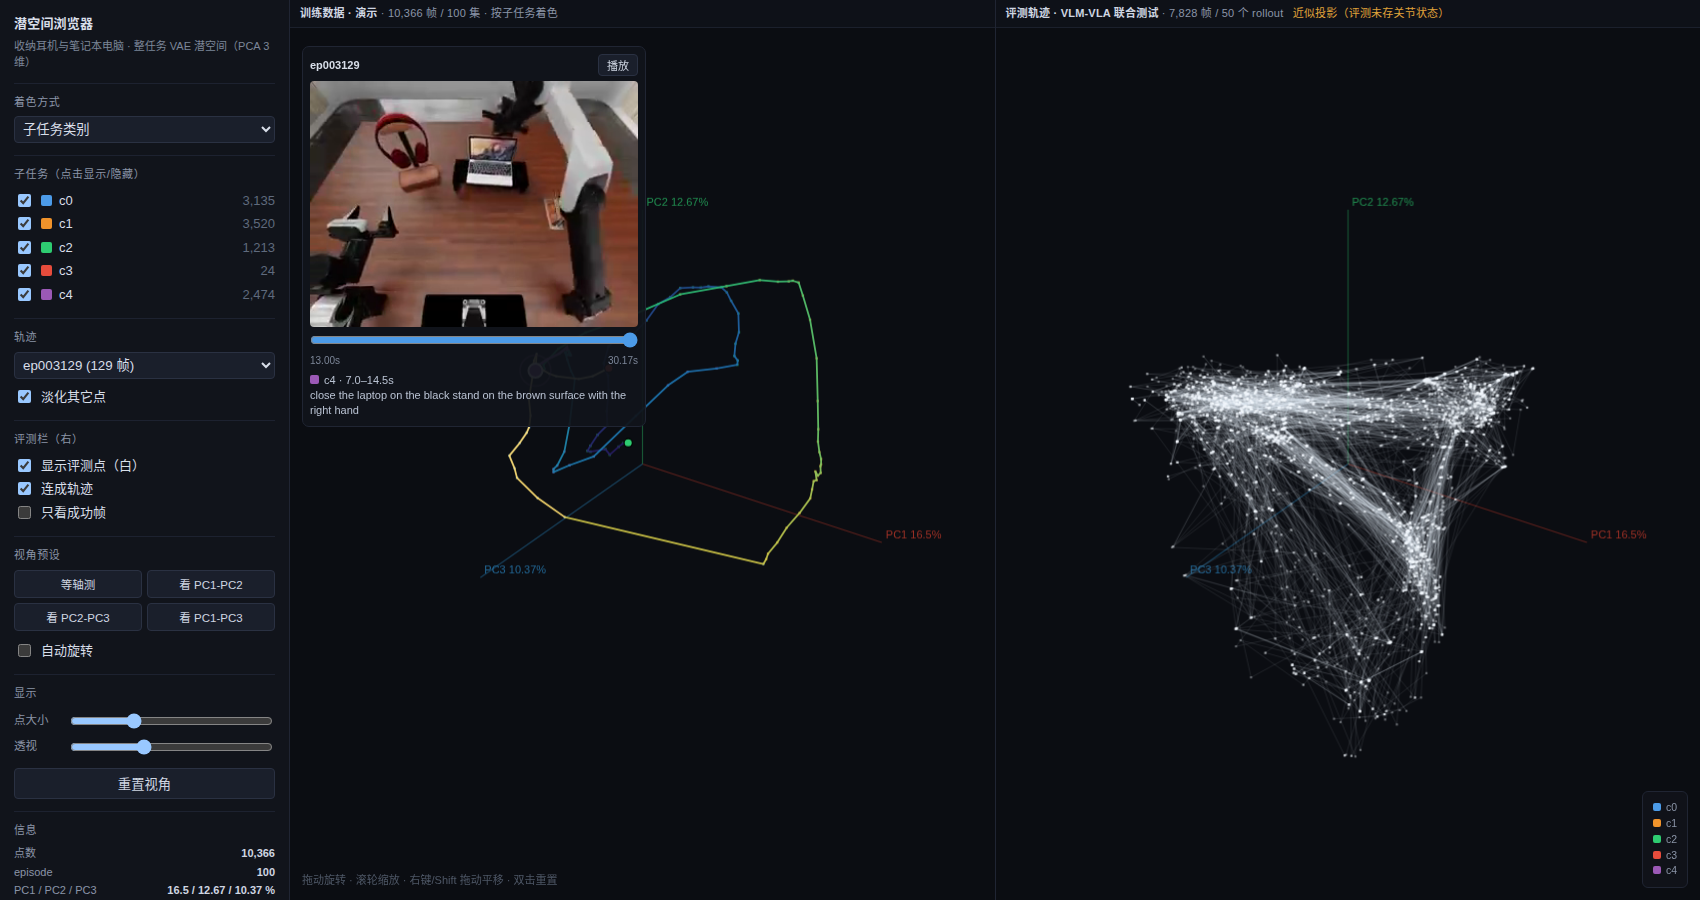 潜空间浏览器
收纳耳机与笔记本电脑 · 整任务 VAE 潜空间（PCA 3
维）
着色方式
子任务类别
子任务（点击显示/隐藏）
c0 3,135
c1 3,520
c2 1,213
c3 24
c4 2,474
轨迹
ep003129 (129 帧)
淡化其它点
评测栏（右）
显示评测点（白）
连成轨迹
只看成功帧
视角预设
等轴测
看 PC1-PC2
看 PC2-PC3
看 PC1-PC3
自动旋转
显示
点大小
透视
重置视角
信息
点数 10,366
episode 100
PC1 / PC2 / PC3 16.5 / 12.67 / 10.37 %
训练数据 · 演示 · 10,366 帧 / 100 集 · 按子任务着色
ep003129
播放
13.00s 30.17s
c4 · 7.0–14.5s
close the laptop on the black stand on the brown surface with the
right hand
PC2 12.67%
PC1 16.5%
PC3 10.37%
拖动旋转 · 滚轮缩放 · 右键/Shift 拖动平移 · 双击重置
评测轨迹 · VLM-VLA 联合测试 · 7,828 帧 / 50 个 rollout 近似投影（评测未存关节状态）
PC2 12.67%
PC1 16.5%
PC3 10.37%
c0
c1
c2
c3
c4